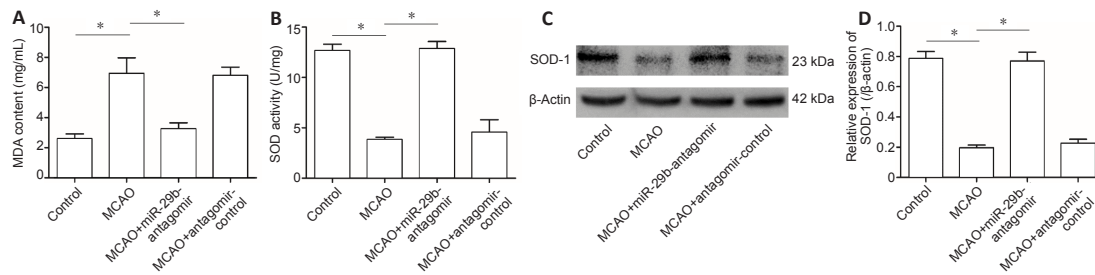 A
MDA content (mg/mL)
10
8
6
4
2
0
*
*
Control
MCAO
MCAO+miR-29b-
antagomir
MCAO+antagomir-
control
B
SOD activity (U/mg)
15
10
5
0
*
*
Control
MCAO
MCAO+miR-29b-
antagomir
MCAO+antagomir-
control
C
SOD-1
23 kDa
β-Actin
42 kDa
Control
MCAO
MCAO+miR-29b-antagomir
MCAO+antagomir-control
D
Relative expression of
SOD-1 (/β-actin)
1.0
0.8
0.6
0.4
0.2
0
*
*
Control
MCAO
MCAO+miR-29b-
antagomir
MCAO+antagomir-
control